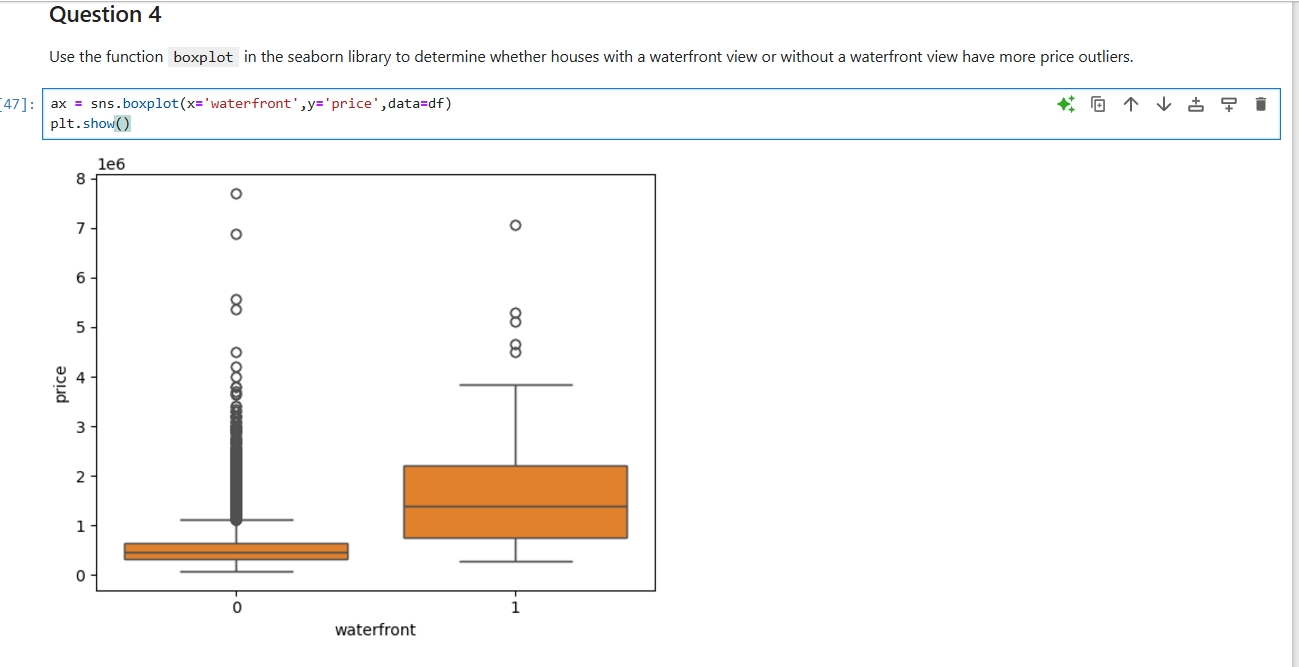 Question 4
Use the function boxplot in the seaborn library to determine whether houses with a waterfront view or without a waterfront view have more price outliers.
[47]:
ax = sns.boxplot(x='waterfront',y='price',data=df)
plt.show()
1e6
8
7
6
5
4
3
2
1
0
price
0 1
waterfront